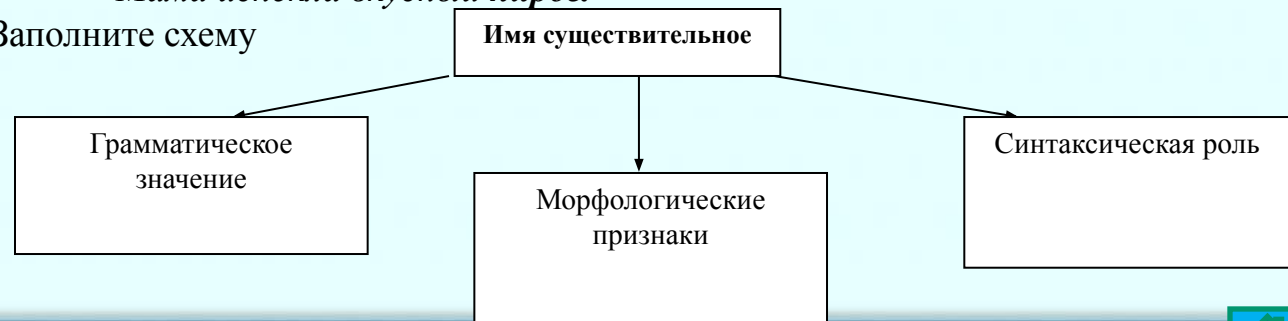 Заполните схему
Имя существительное
Грамматическое
значение
Морфологические
признаки
Синтаксическая роль